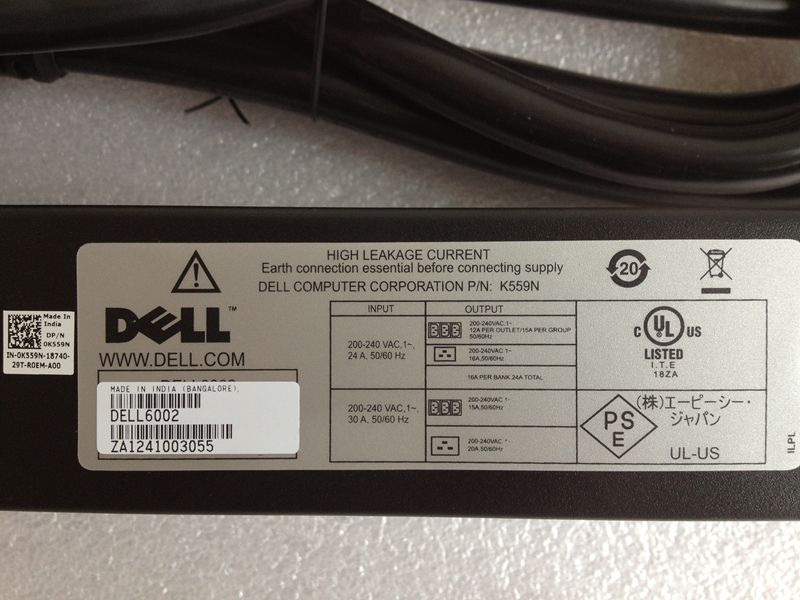 HIGH LEAKAGE CURRENT
Earth connection essential before connecting supply
DELL COMPUTER CORPORATION P/N: K559N
20
Made In
India
DP/N
0K559N
IN-0K559N-18740-
29T-R0EM-A00
DELL™
WWW.DELL.COM
MADE IN INDIA (BANGALORE),
DELL6002
ZA1241003055
INPUT
OUTPUT
200-240 VAC,1~,
24 A, 50/60 Hz
200-240VAC,1~
12A PER OUTLET/15A PER GROUP
50/60Hz
200-240VAC,1~
16A,50/60Hz
16A PER BANK.24A TOTAL
200-240 VAC,1~,
30 A, 50/60 Hz
200-240VAC,1~
15A,50/60Hz
200-240VAC
20A.50/60Hz
C UL US
LISTED
I.T.E
18ZA
PS
E
(株)エーピーシー・
ジャパン
UL-US
ILPL